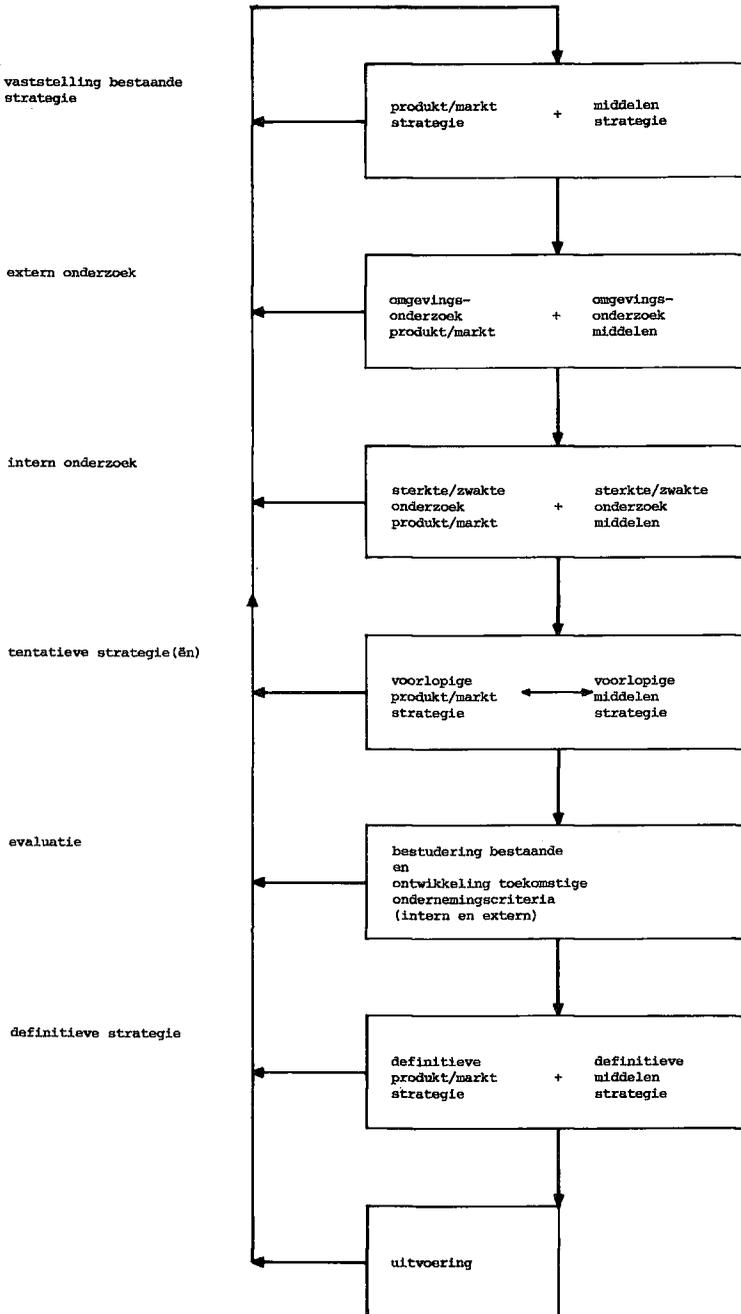 vaststelling bestaande
strategie
produkt/markt + middelen
strategie strategie
extern onderzoek
omgevings- omgevings-
onderzoek + onderzoek
produkt/markt middelen
intern onderzoek
sterkte/zwakte sterkte/zwakte
onderzoek + onderzoek
produkt/markt middelen
tentatieve strategie(ën)
voorlopige voorlopige
produkt/markt middelen
strategie strategie
evaluatie
bestudering bestaande
en
ontwikkeling toekomstige
ondernemingscriteria
(intern en extern)
definitieve strategie
definitieve definitieve
produkt/markt + middelen
strategie strategie
uitvoering